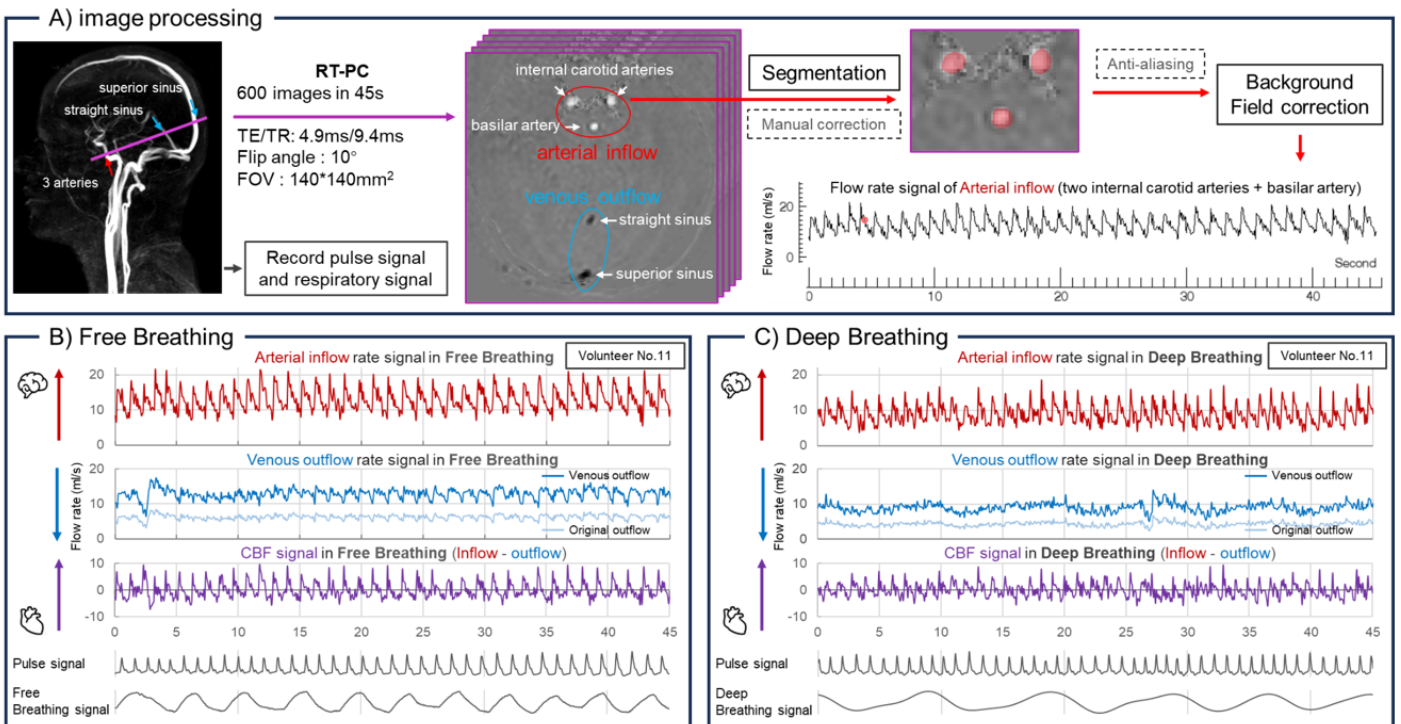 A) image processing
superior sinus
straight sinus
3 arteries
RT-PC
600 images in 45s
TE/TR: 4.9ms/9.4ms
Flip angle : 10°
FOV : 140*140mm²
Record pulse signal
and respiratory signal
internal carotid arteries
basilar artery
arterial inflow
venous outflow
straight sinus
superior sinus
Segmentation
Manual correction
Anti-aliasing
Background
Field correction
Flow rate signal of Arterial inflow (two internal carotid arteries + basilar artery)
Flow rate (ml/s)
20
0
Second
0 10 20 30 40
B) Free Breathing
Volunteer No.11
Arterial inflow rate signal in Free Breathing
20
10
0
Venous outflow rate signal in Free Breathing
Flow rate (ml/s)
20
10
0
Venous outflow
Original outflow
CBF signal in Free Breathing (Inflow - outflow)
10
0
-10
0 5 10 15 20 25 30 35 40 45
Pulse signal
Free
Breathing signal
C) Deep Breathing
Volunteer No.11
Arterial inflow rate signal in Deep Breathing
20
10
0
Venous outflow rate signal in Deep Breathing
Flow rate (ml/s)
20
10
0
Venous outflow
Original outflow
CBF signal in Deep Breathing (Inflow - outflow)
10
0
-10
0 5 10 15 20 25 30 35 40 45
Pulse signal
Deep
Breathing signal